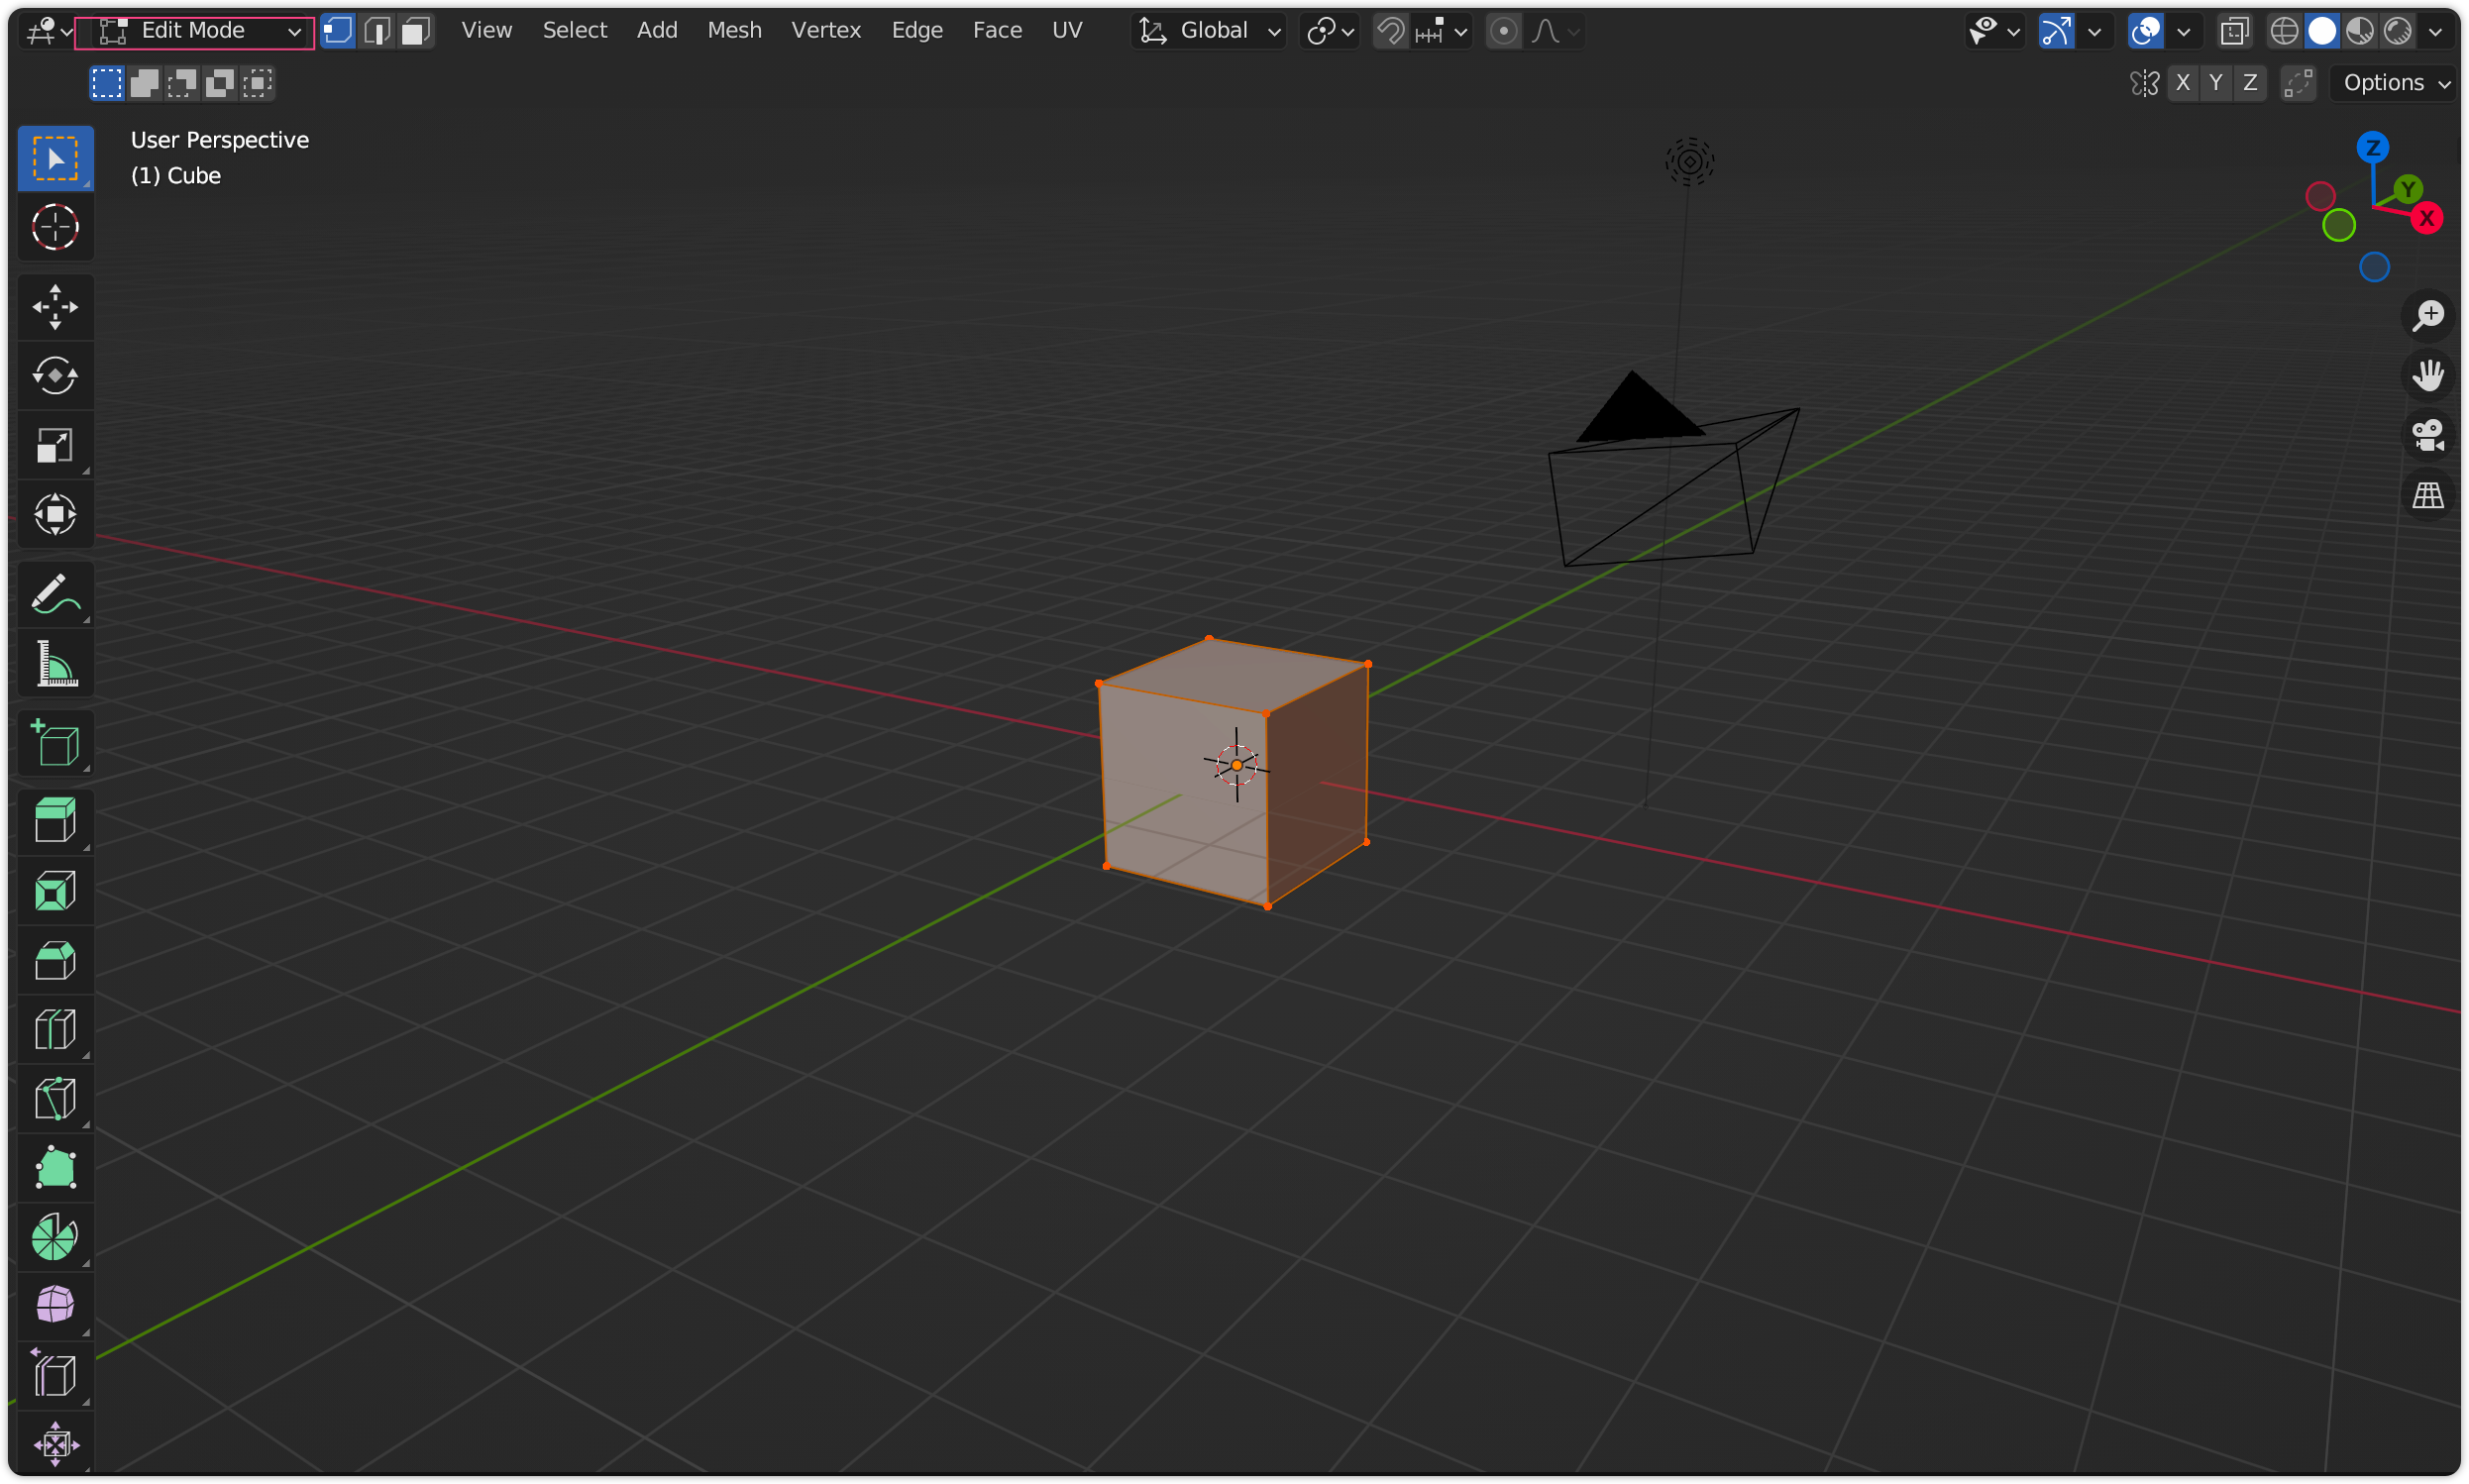 Edit Mode View Select Add Mesh Vertex Edge Face UV Global
X Y Z Options
User Perspective
(1) Cube
Z
Y
X